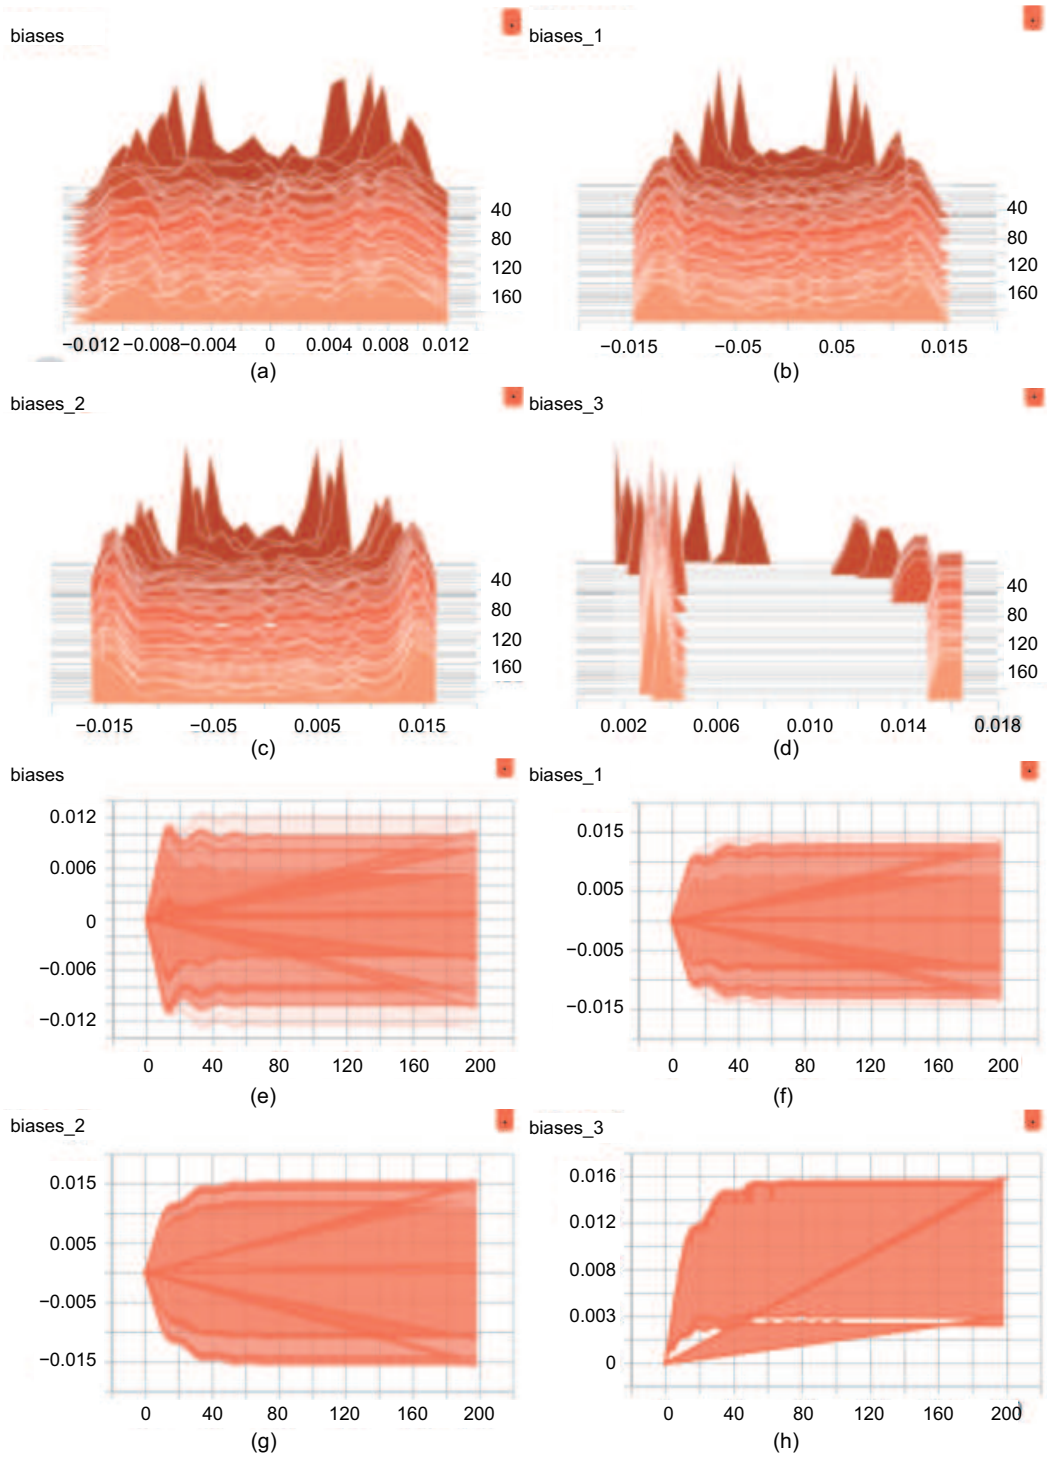 biases
biases_1
40
80
120
160
−0.012 −0.008 −0.004 0 0.004 0.008 0.012
(a)
40
80
120
160
−0.015 −0.05 0.05 0.015
(b)
biases_2
biases_3
40
80
120
160
−0.015 −0.05 0.005 0.015
(c)
40
80
120
160
0.002 0.006 0.010 0.014 0.018
(d)
biases
biases_1
0.012
0.006
0
−0.006
−0.012
0 40 80 120 160 200
(e)
0.015
0.005
−0.005
−0.015
0 40 80 120 160 200
(f)
biases_2
biases_3
0.015
0.005
−0.005
−0.015
0 40 80 120 160 200
(g)
0.016
0.012
0.008
0.003
0
0 40 80 120 160 200
(h)